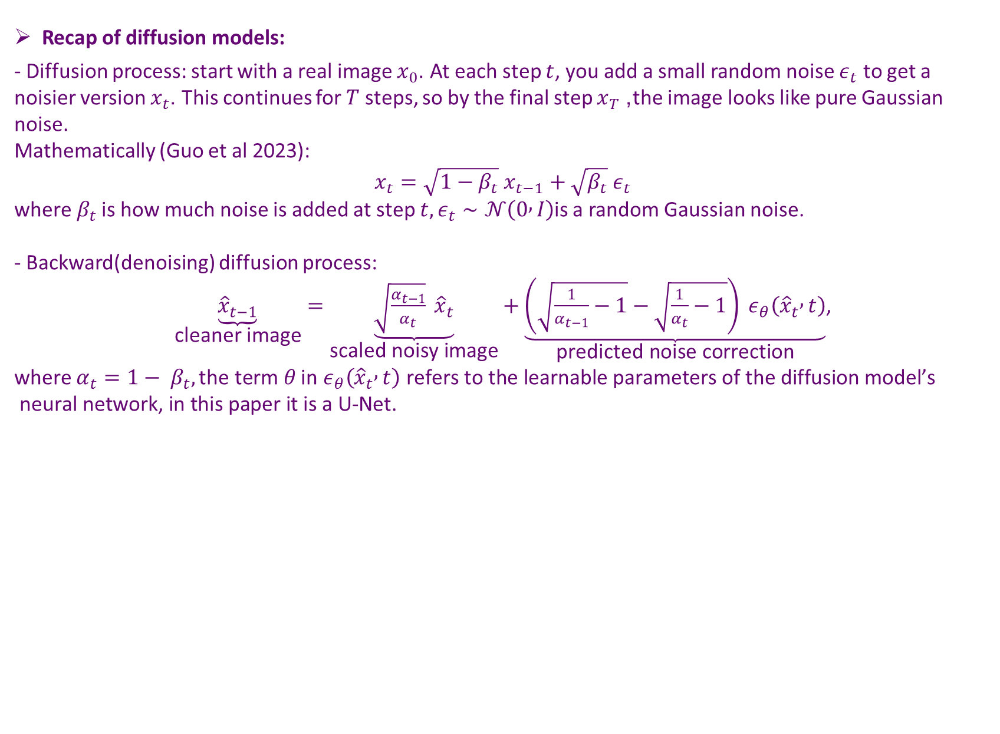 ➢ Recap of diffusion models:
- Diffusion process: start with a real image $x_0$. At each step $t$, you add a small random noise $\epsilon_t$ to get a
noisier version $x_t$. This continues for $T$ steps, so by the final step $x_T$ ,the image looks like pure Gaussian
noise.
Mathematically (Guo et al 2023):
$x_t = \sqrt{1 - \beta_t}\, x_{t-1} + \sqrt{\beta_t}\, \epsilon_t$
where $\beta_t$ is how much noise is added at step $t$, $\epsilon_t \sim \mathcal{N}(0, I)$is a random Gaussian noise.
- Backward(denoising) diffusion process:
$\underbrace{\hat{x}_{t-1}}_{\text{cleaner image}} = \underbrace{\sqrt{\frac{\alpha_{t-1}}{\alpha_t}}\, \hat{x}_t}_{\text{scaled noisy image}} + \underbrace{\left(\sqrt{\frac{1}{\alpha_{t-1}} - 1} - \sqrt{\frac{1}{\alpha_t} - 1}\right) \epsilon_\theta(\hat{x}_t, t)}_{\text{predicted noise correction}},$
where $\alpha_t = 1 - \beta_t$, the term $\theta$ in $\epsilon_\theta(\hat{x}_t, t)$ refers to the learnable parameters of the diffusion model’s
neural network, in this paper it is a U-Net.